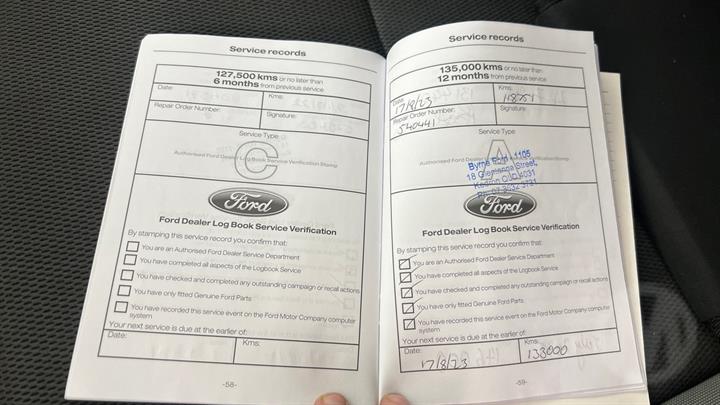 Service records
127,500 kms or no later than
6 months from previous service
Date:
Kms:
Repair Order Number:
Signature:
Service Type
C
Authorised Ford Dealer Log Book Service Verification Stamp
Ford
Ford Dealer Log Book Service Verification
By stamping this service record you confirm that:
You are an Authorised Ford Dealer Service Department
You have completed all aspects of the Logbook Service
You have checked and completed any outstanding campaign or recall actions
You have only fitted Genuine Ford Parts
You have recorded this service event on the Ford Motor Company computer
system
Your next service is due at the earlier of:
Date:
Kms:
-58-
Service records
135,000 kms or no later than
12 months from previous service
Date:
Kms:
118751
Repair Order Number:
Signature:
540441
Service Type
A
Authorised Ford Verification Stamp
Byrne Ford 1105
Street,
Kedron QLD 4031
Ford
Ford Dealer Log Book Service Verification
By stamping this service record you confirm that:
You are an Authorised Ford Dealer Service Department
You have completed all aspects of the Logbook Service
You have checked and completed any outstanding campaign or recall actions
You have only fitted Genuine Ford Parts
You have recorded this service event on the Ford Motor Company computer
system
Your next service is due at the earlier of:
Date:
Kms:
17/8/23
133000
-59-